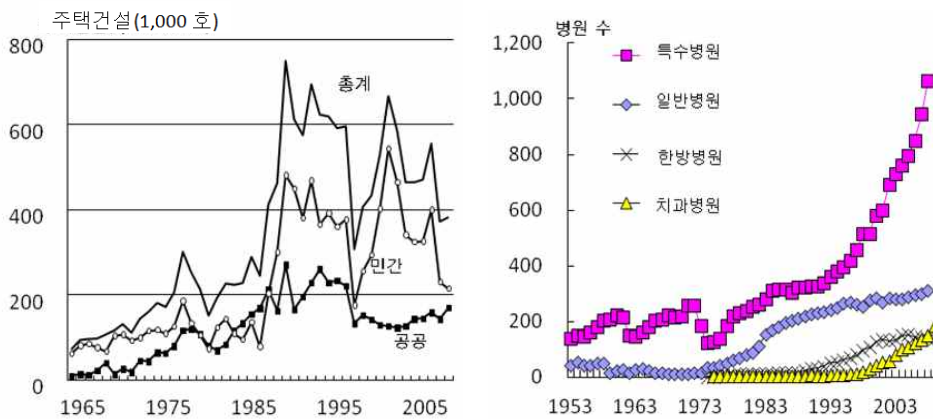 주택건설(1,000 호)
800
600
400
200
0
총계
민간
공공
1965
1975
1985
1995
2005
병원 수
1,200
1,000
800
600
400
200
0
특수병원
일반병원
한방병원
치과병원
1953
1963
1973
1983
1993
2003